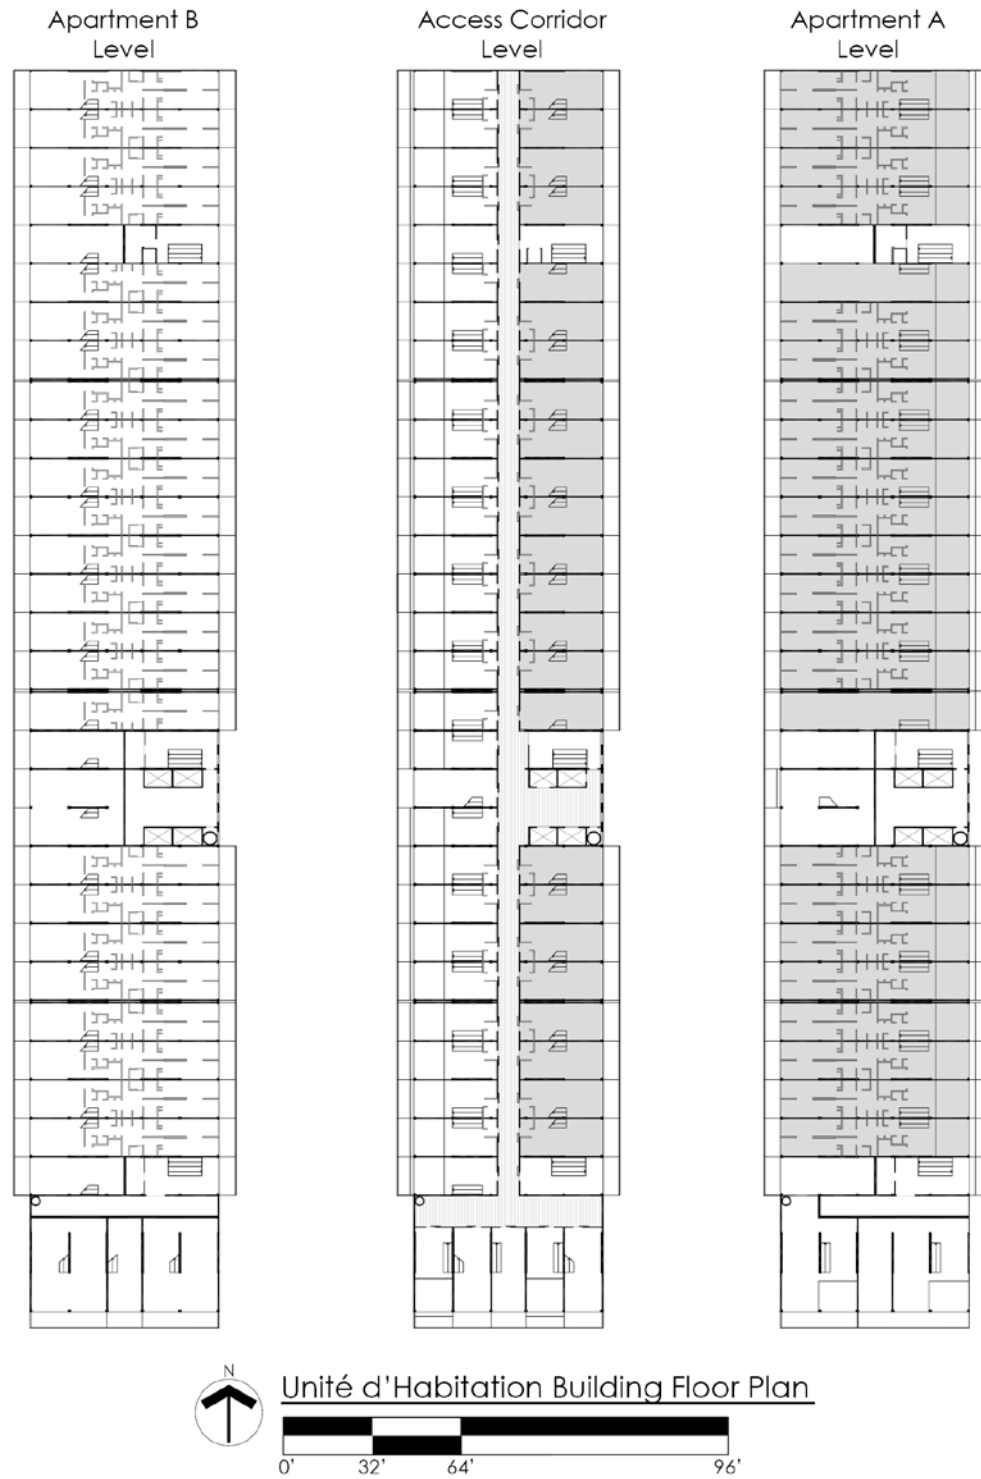 Apartment B
Level
Access Corridor
Level
Apartment A
Level
N
Unité d'Habitation Building Floor Plan
0' 32' 64' 96'